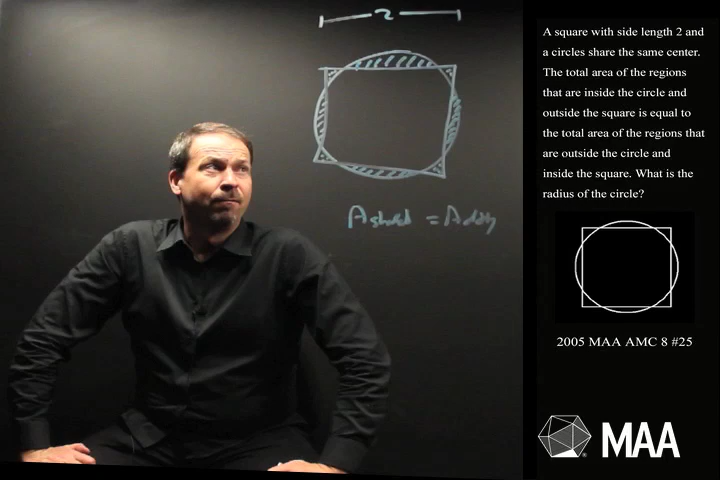 2
A shaded = A dotty
A square with side length 2 and
a circles share the same center.
The total area of the regions
that are inside the circle and
outside the square is equal to
the total area of the regions that
are outside the circle and
inside the square. What is the
radius of the circle?
2005 MAA AMC 8 #25
MAA